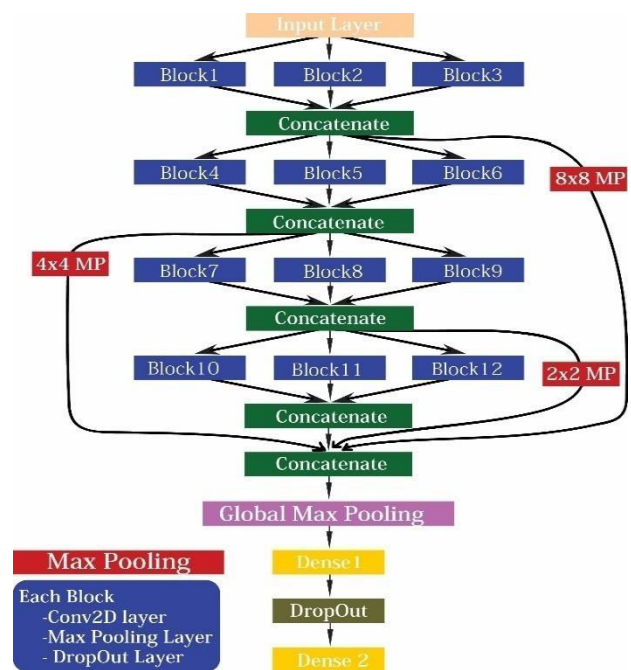 Input Layer
Block1 Block2 Block3
Concatenate
Block4 Block5 Block6
8x8 MP
Concatenate
4x4 MP
Block7 Block8 Block9
Concatenate
Block10 Block11 Block12
2x2 MP
Concatenate
Concatenate
Global Max Pooling
Max Pooling
Dense1
Each Block
-Conv2D layer
-Max Pooling Layer
- DropOut Layer
DropOut
Dense 2